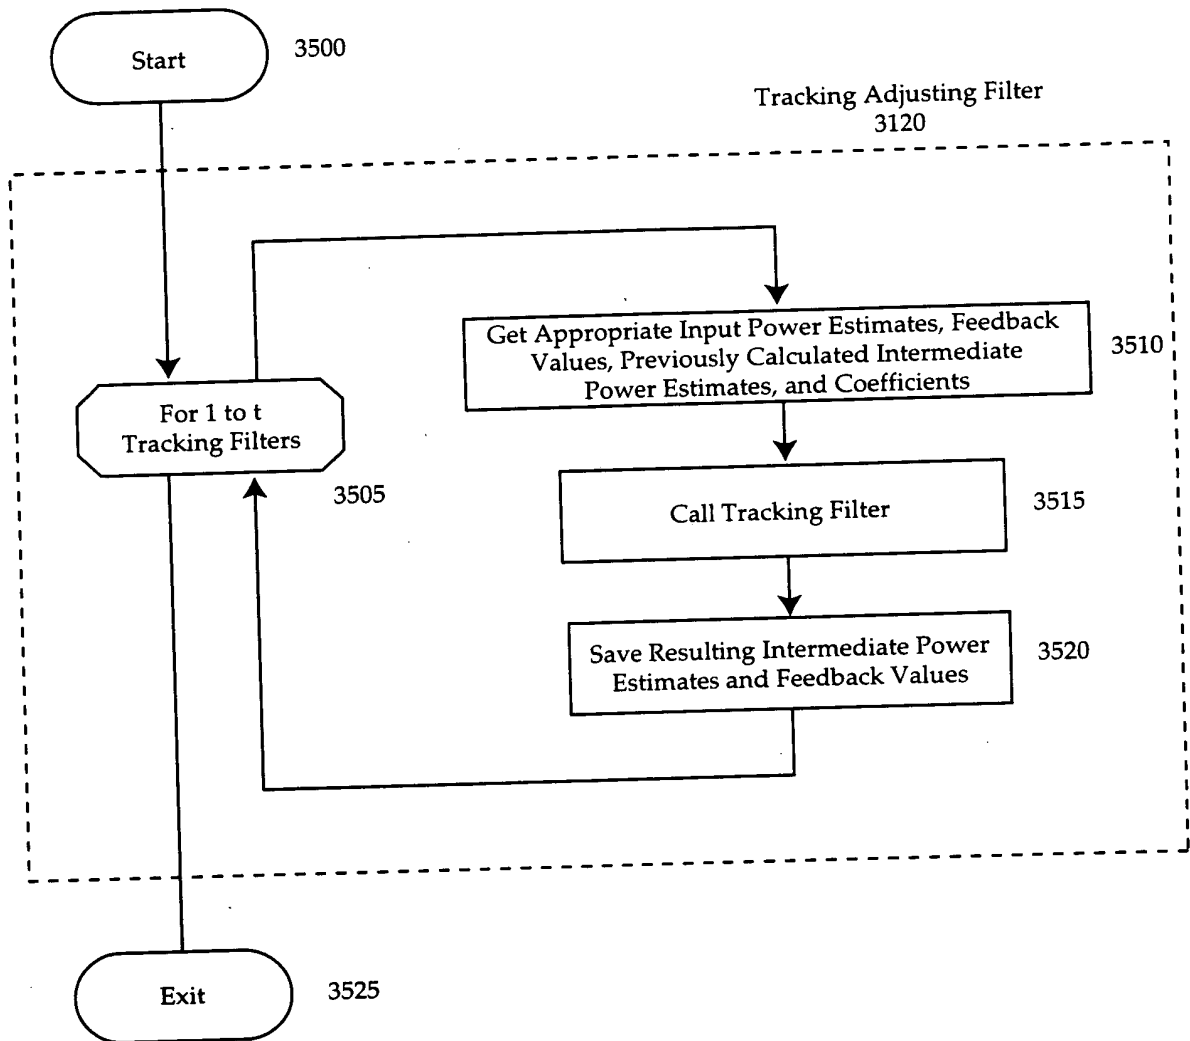 Start
3500
Tracking Adjusting Filter
3120
Get Appropriate Input Power Estimates, Feedback
Values, Previously Calculated Intermediate
Power Estimates, and Coefficients
3510
For 1 to t
Tracking Filters
3505
Call Tracking Filter
3515
Save Resulting Intermediate Power
Estimates and Feedback Values
3520
Exit
3525